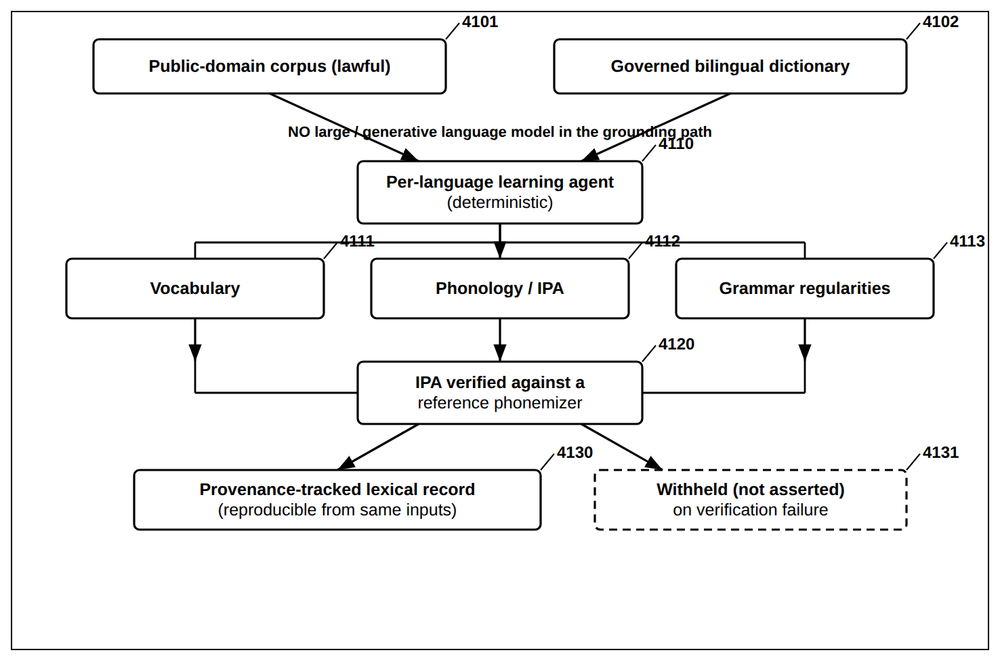 4101
4102
Public-domain corpus (lawful)
Governed bilingual dictionary
NO large / generative language model in the grounding path
4110
Per-language learning agent
(deterministic)
4111
4112
4113
Vocabulary
Phonology / IPA
Grammar regularities
4120
IPA verified against a
reference phonemizer
4130
4131
Provenance-tracked lexical record
(reproducible from same inputs)
Withheld (not asserted)
on verification failure